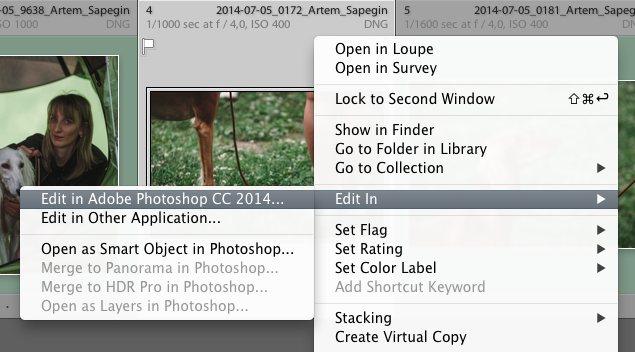 -05_9638_Artem_Sapegin
SO 1000 DNG
4 2014-07-05_0172_Artem_Sapegin
1/1000 sec at f / 4,0, ISO 400 DNG
5 2014-07-05_0181_Artem_Sapegin
1/1600 sec at f / 4,0, ISO 400
Open in Loupe
Open in Survey
Lock to Second Window ⇧⌘↩
Show in Finder
Go to Folder in Library
Go to Collection ▶
Edit In ▶
Edit in Adobe Photoshop CC 2014...
Edit in Other Application...
Open as Smart Object in Photoshop...
Merge to Panorama in Photoshop...
Merge to HDR Pro in Photoshop...
Open as Layers in Photoshop...
Set Flag ▶
Set Rating ▶
Set Color Label ▶
Add Shortcut Keyword
Stacking ▶
Create Virtual Copy